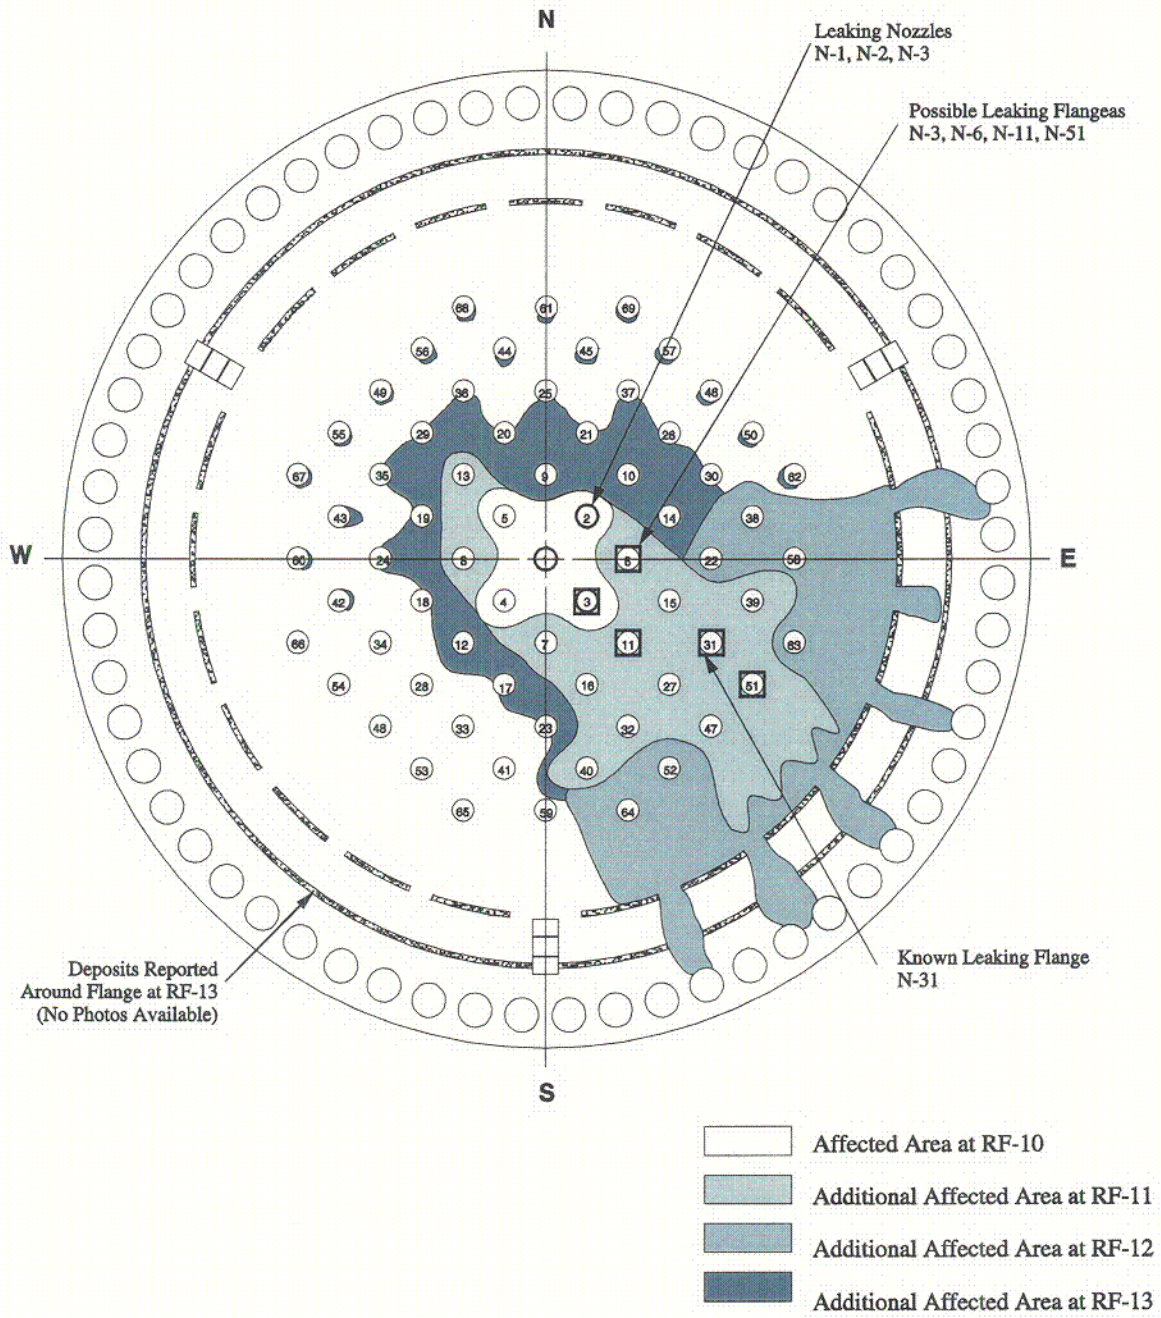 N
Leaking Nozzles
N-1, N-2, N-3
Possible Leaking Flangeas
N-3, N-6, N-11, N-51
68 61 69
56 44 45 57
49 36 25 37 46
55 29 20 21 26 50
67 35 13 9 10 30 62
43 19 5 2 14 38
W 60 24 8 6 22 58 E
42 18 4 3 15 39
66 34 12 7 11 31 63
54 28 17 16 27 51
48 33 23 32 47
53 41 40 52
65 59 64
Known Leaking Flange
N-31
Deposits Reported
Around Flange at RF-13
(No Photos Available)
S
Affected Area at RF-10
Additional Affected Area at RF-11
Additional Affected Area at RF-12
Additional Affected Area at RF-13